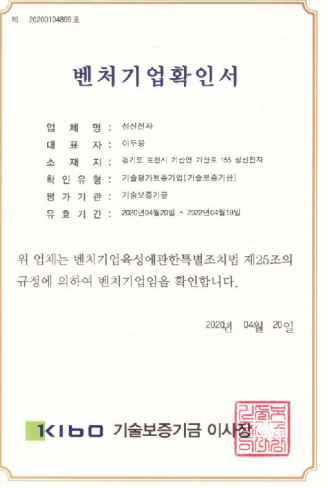 제 20200104899 호
벤처기업확인서
업 체 명 : 성신전자
대 표 자 : 이두용
소 재 지 : 경기도 포천시 가산면 가산로 155 성신전자
확 인 유 형 : 기술평가보증기업(기술보증기금)
평 가 기 관 : 기술보증기금
유 효 기 간 : 2020년04월20일 ~ 2022년04월19일
위 업체는 벤처기업육성에관한특별조치법 제25조의
규정에 의하여 벤처기업임을 확인합니다.
2020년 04월 20일
KIBO 기술보증기금 이사장